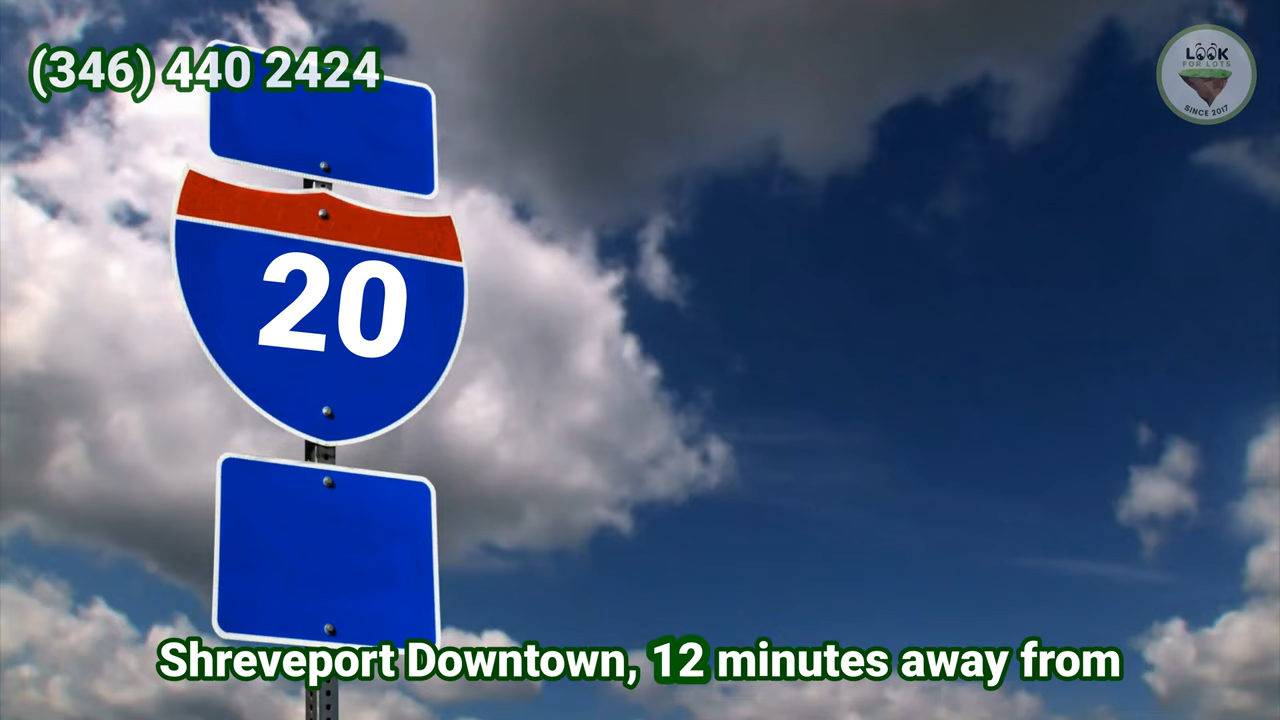 (346) 440 2424
LOOK
FOR LOTS
SINCE 2017
20
Shreveport Downtown, 12 minutes away from